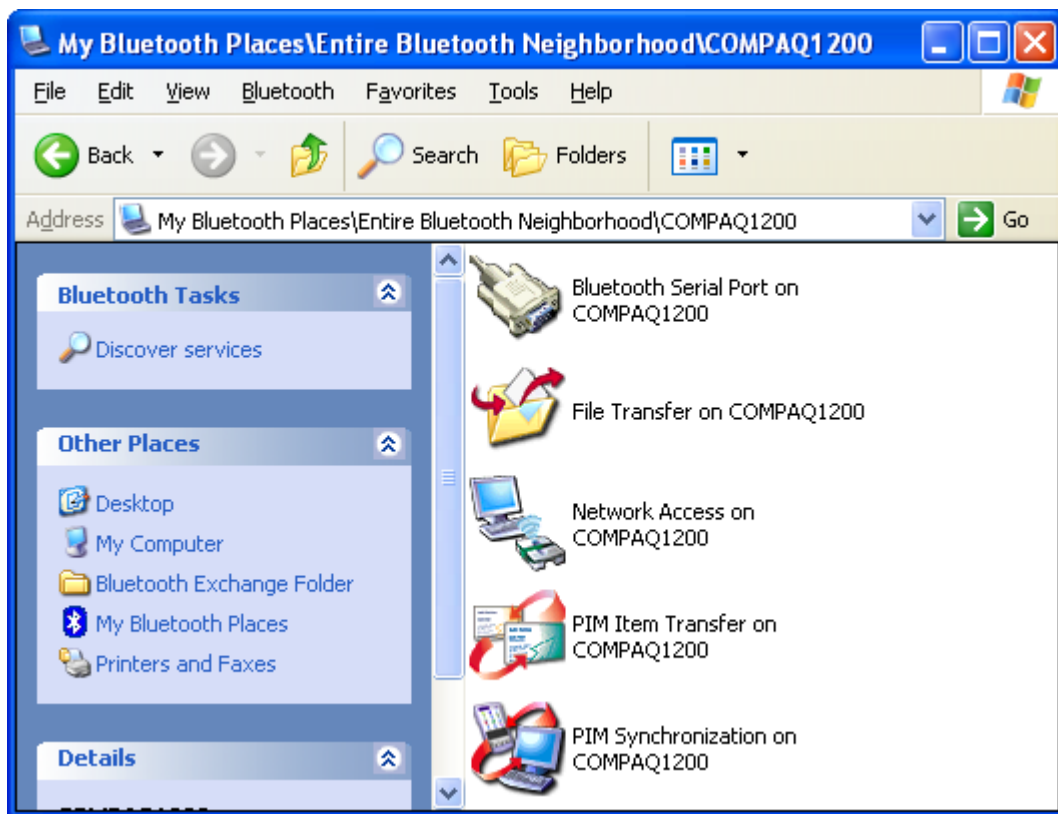 My Bluetooth Places\Entire Bluetooth Neighborhood\COMPAQ1200
File Edit View Bluetooth Favorites Tools Help
Back Search Folders
Address My Bluetooth Places\Entire Bluetooth Neighborhood\COMPAQ1200 Go
Bluetooth Tasks
Discover services
Other Places
Desktop
My Computer
Bluetooth Exchange Folder
My Bluetooth Places
Printers and Faxes
Details
Bluetooth Serial Port on
COMPAQ1200
File Transfer on COMPAQ1200
Network Access on
COMPAQ1200
PIM Item Transfer on
COMPAQ1200
PIM Synchronization on
COMPAQ1200